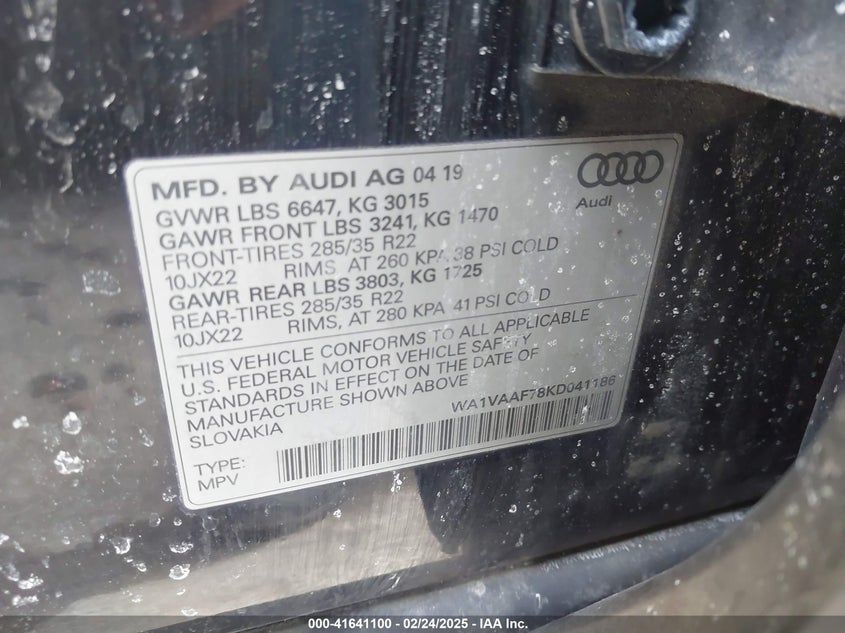 MFD. BY AUDI AG 04 19
GVWR LBS 6647, KG 3015
GAWR FRONT LBS 3241, KG 1470
FRONT-TIRES 285/35 R22
10JX22 RIMS, AT 260 KPA 38 PSI COLD
GAWR REAR LBS 3803, KG 1725
REAR-TIRES 285/35 R22
10JX22 RIMS, AT 280 KPA 41 PSI COLD
Audi
THIS VEHICLE CONFORMS TO ALL APPLICABLE
U.S. FEDERAL MOTOR VEHICLE SAFETY
STANDARDS IN EFFECT ON THE DATE OF
MANUFACTURE SHOWN ABOVE
SLOVAKIA
WA1VAAF78KD041186
TYPE:
MPV
000-41641100 - 02/24/2025 - IAA Inc.